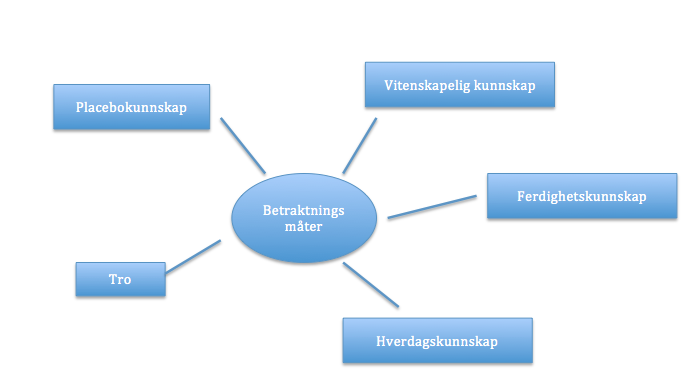 Vitenskapelig kunnskap
Placebokunnskap
Ferdighetskunnskap
Betraktnings
måter
Tro
Hverdagskunnskap